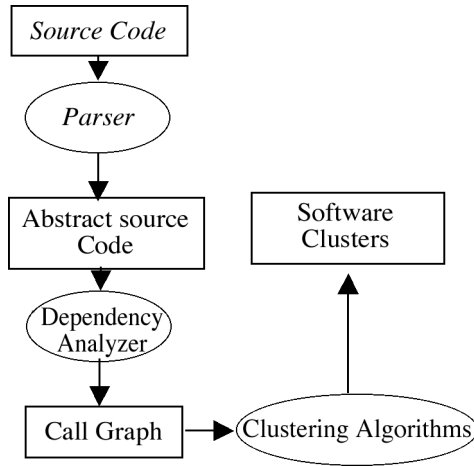 Source Code
Parser
Abstract source
Code
Dependency
Analyzer
Call Graph
Clustering Algorithms
Software
Clusters